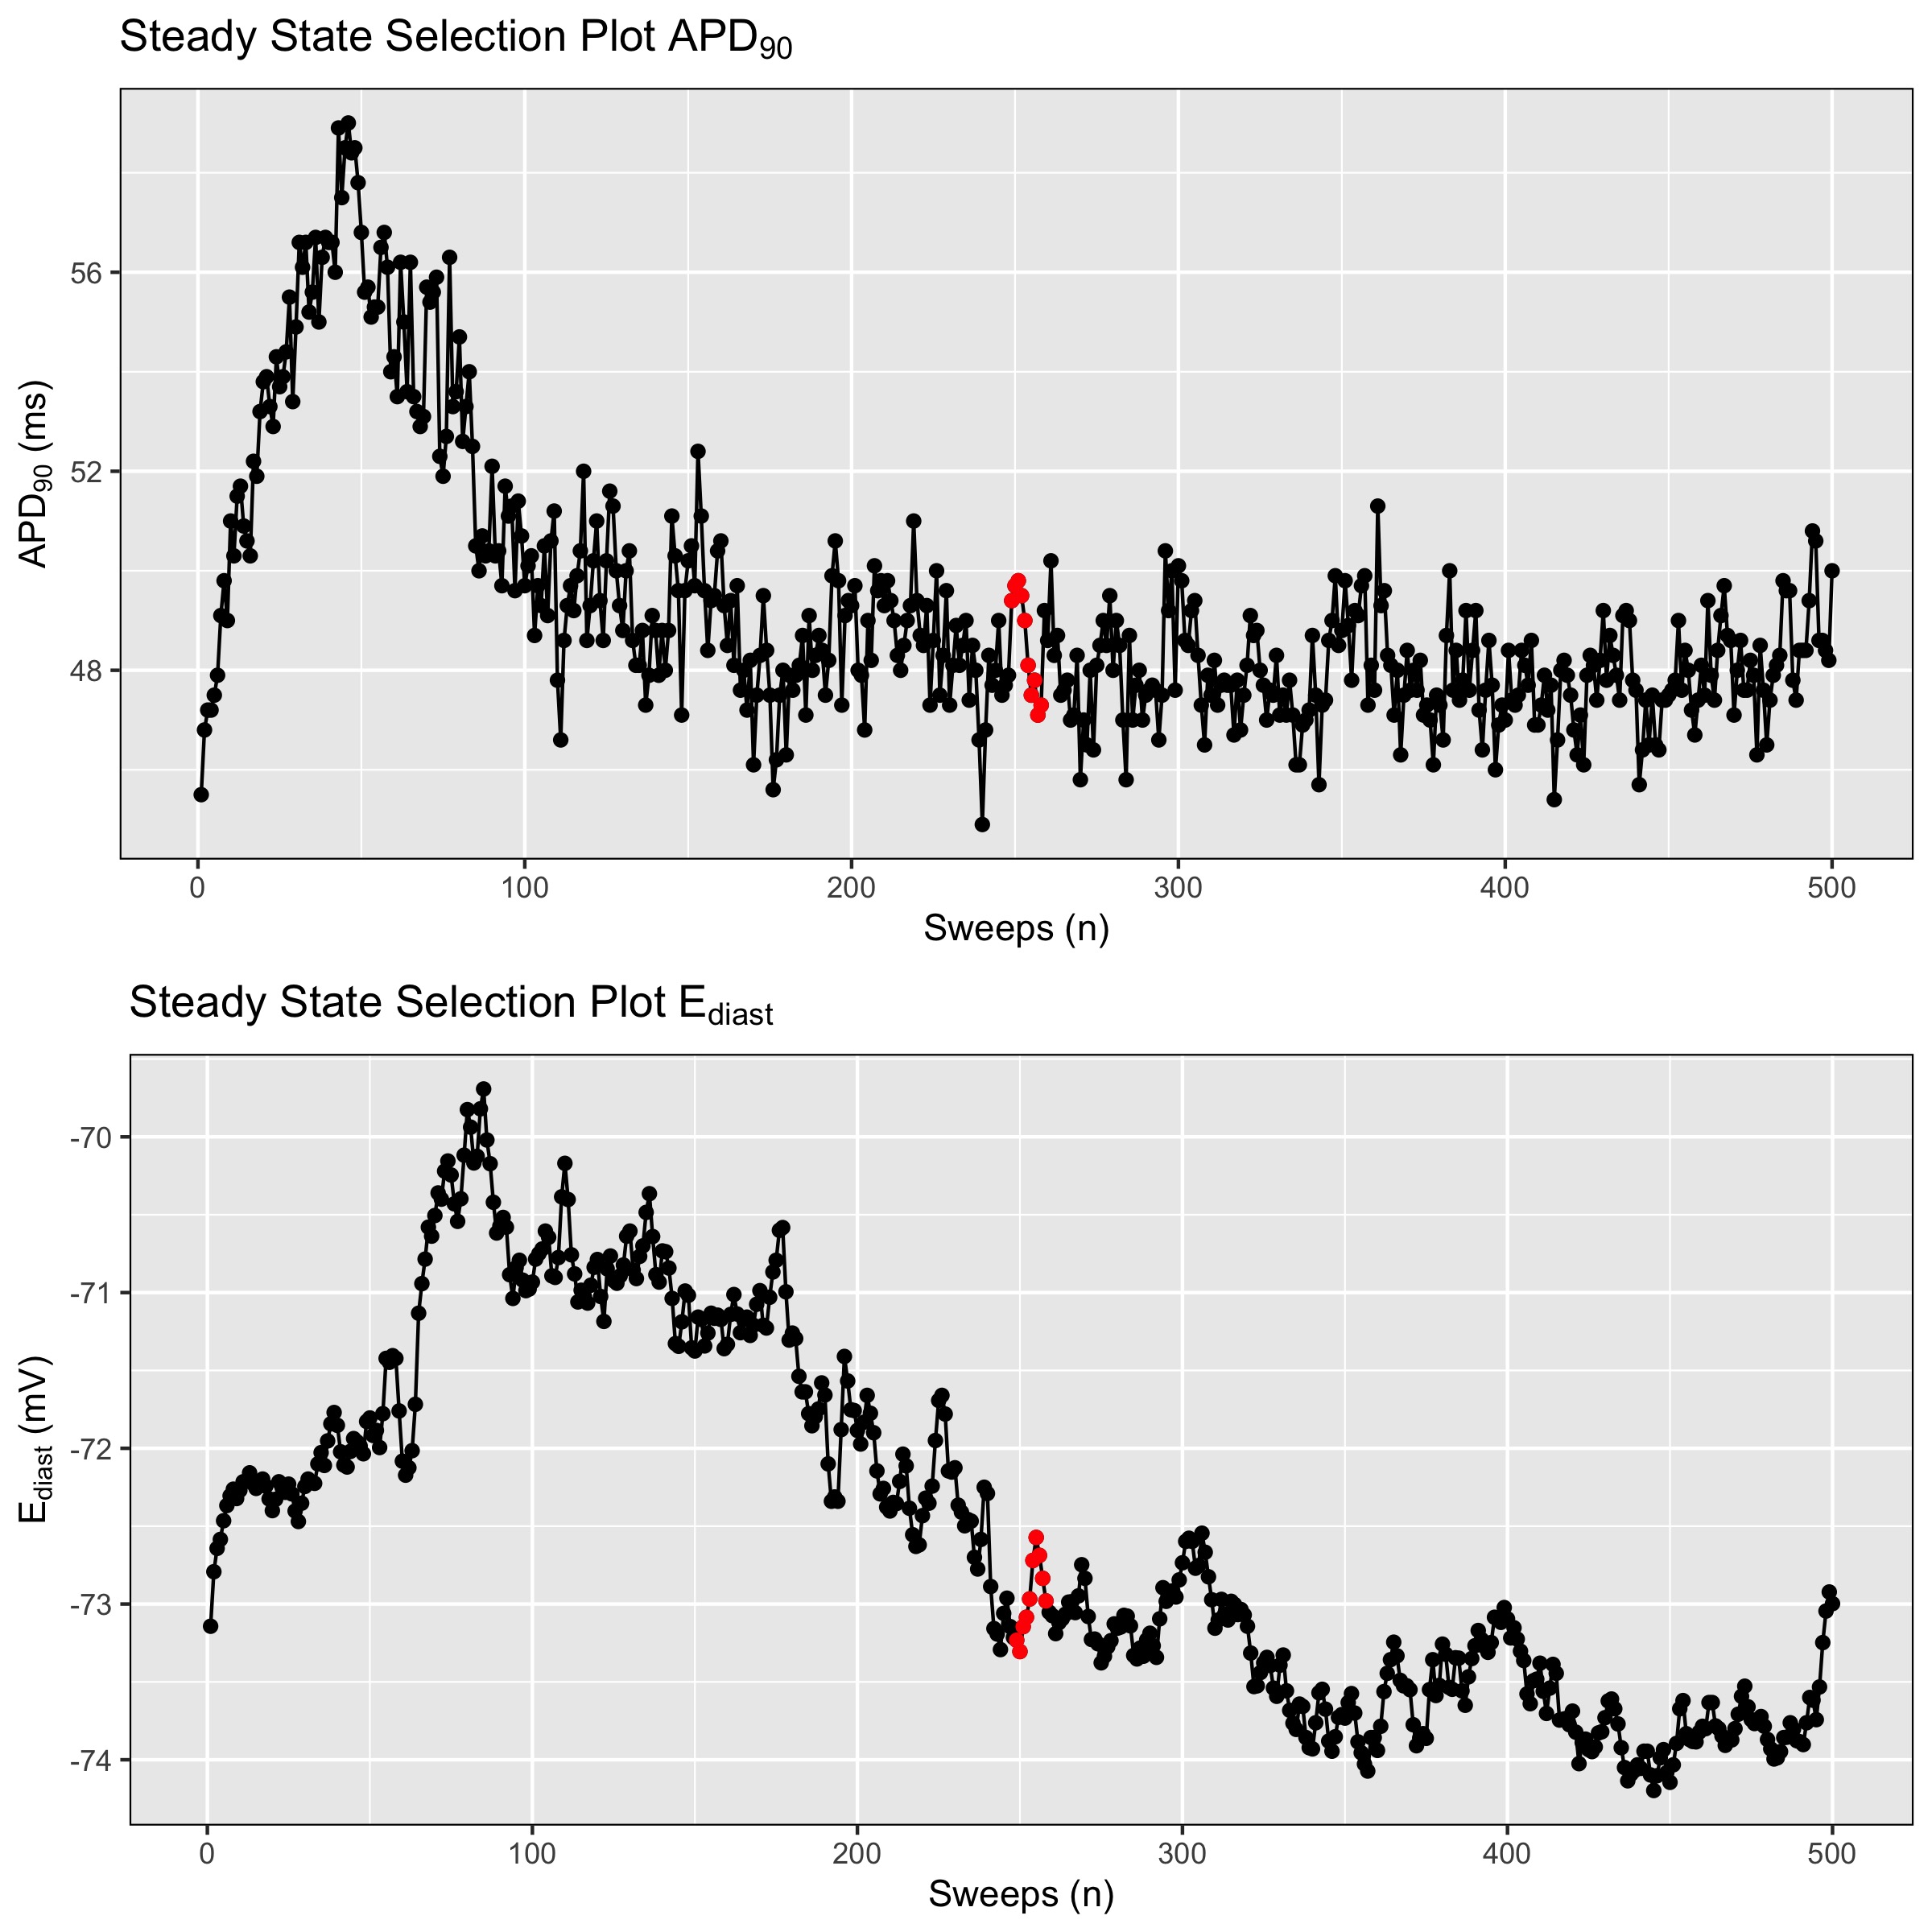 Steady State Selection Plot APD90
APD90 (ms)
56
52
48
0 100 200 300 400 500
Sweeps (n)
Steady State Selection Plot Ediast
Ediast (mV)
-70
-71
-72
-73
-74
0 100 200 300 400 500
Sweeps (n)